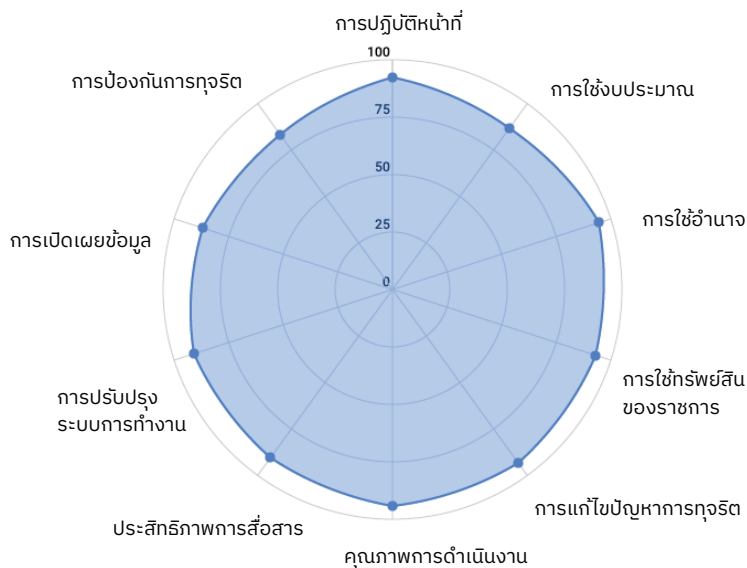 การปฏิบัติหน้าที่
100
การป้องกันการทุจริต
การใช้งบประมาณ
75
50
การใช้อำนาจ
25
การเปิดเผยข้อมูล
0
การใช้ทรัพย์สิน
ของราชการ
การปรับปรุง
ระบบการทำงาน
การแก้ไขปัญหาการทุจริต
ประสิทธิภาพการสื่อสาร
คุณภาพการดำเนินงาน